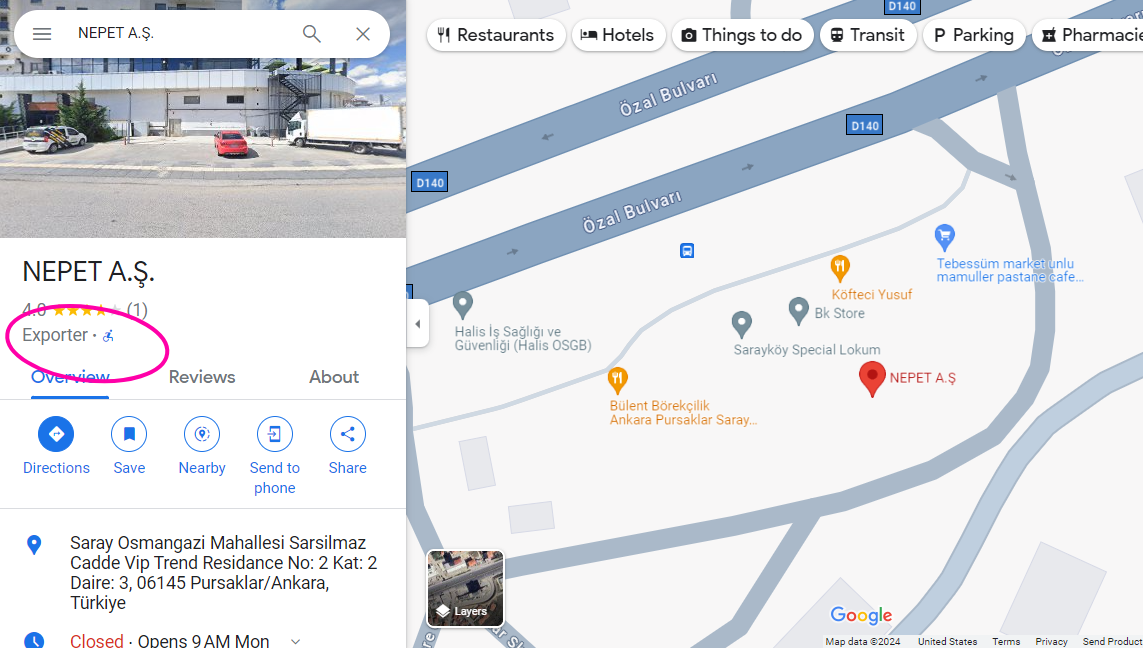 NEPET A.Ş.
Restaurants
Hotels
Things to do
Transit
Parking
Pharmacie
D140
Özal Bulvarı
D140
D140
Özal Bulvarı
NEPET A.Ş.
4.0 (1)
Exporter ·
Overview
Reviews
About
Directions
Save
Nearby
Send to
phone
Share
Saray Osmangazi Mahallesi Sarsilmaz
Cadde Vip Trend Residence No: 2 Kat: 2
Daire: 3, 06145 Pursaklar/Ankara,
Türkiye
Closed · Opens 9 AM Mon
Tebessüm market unlu
mamuller pastane cafe...
Köfteci Yusuf
Bk Store
Halis İş Sağlığı ve
Güvenliği (Halis OSGB)
Sarayköy Special Lokum
NEPET A.Ş
Bülent Börekçilik
Ankara Pursaklar Saray...
Layers
Google
Map data ©2024 United States Terms Privacy Send Product